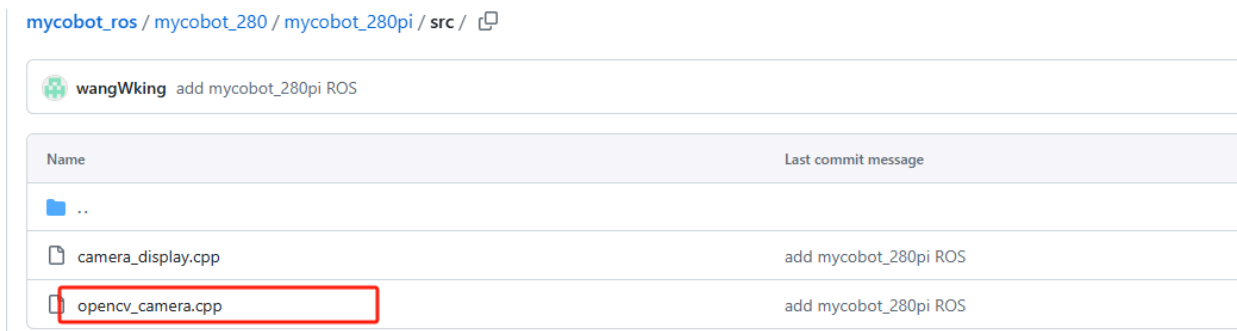 mycobot_ros / mycobot_280 / mycobot_280pi / src /
wangWking add mycobot_280pi ROS
Name Last commit message
..
camera_display.cpp add mycobot_280pi ROS
opencv_camera.cpp add mycobot_280pi ROS